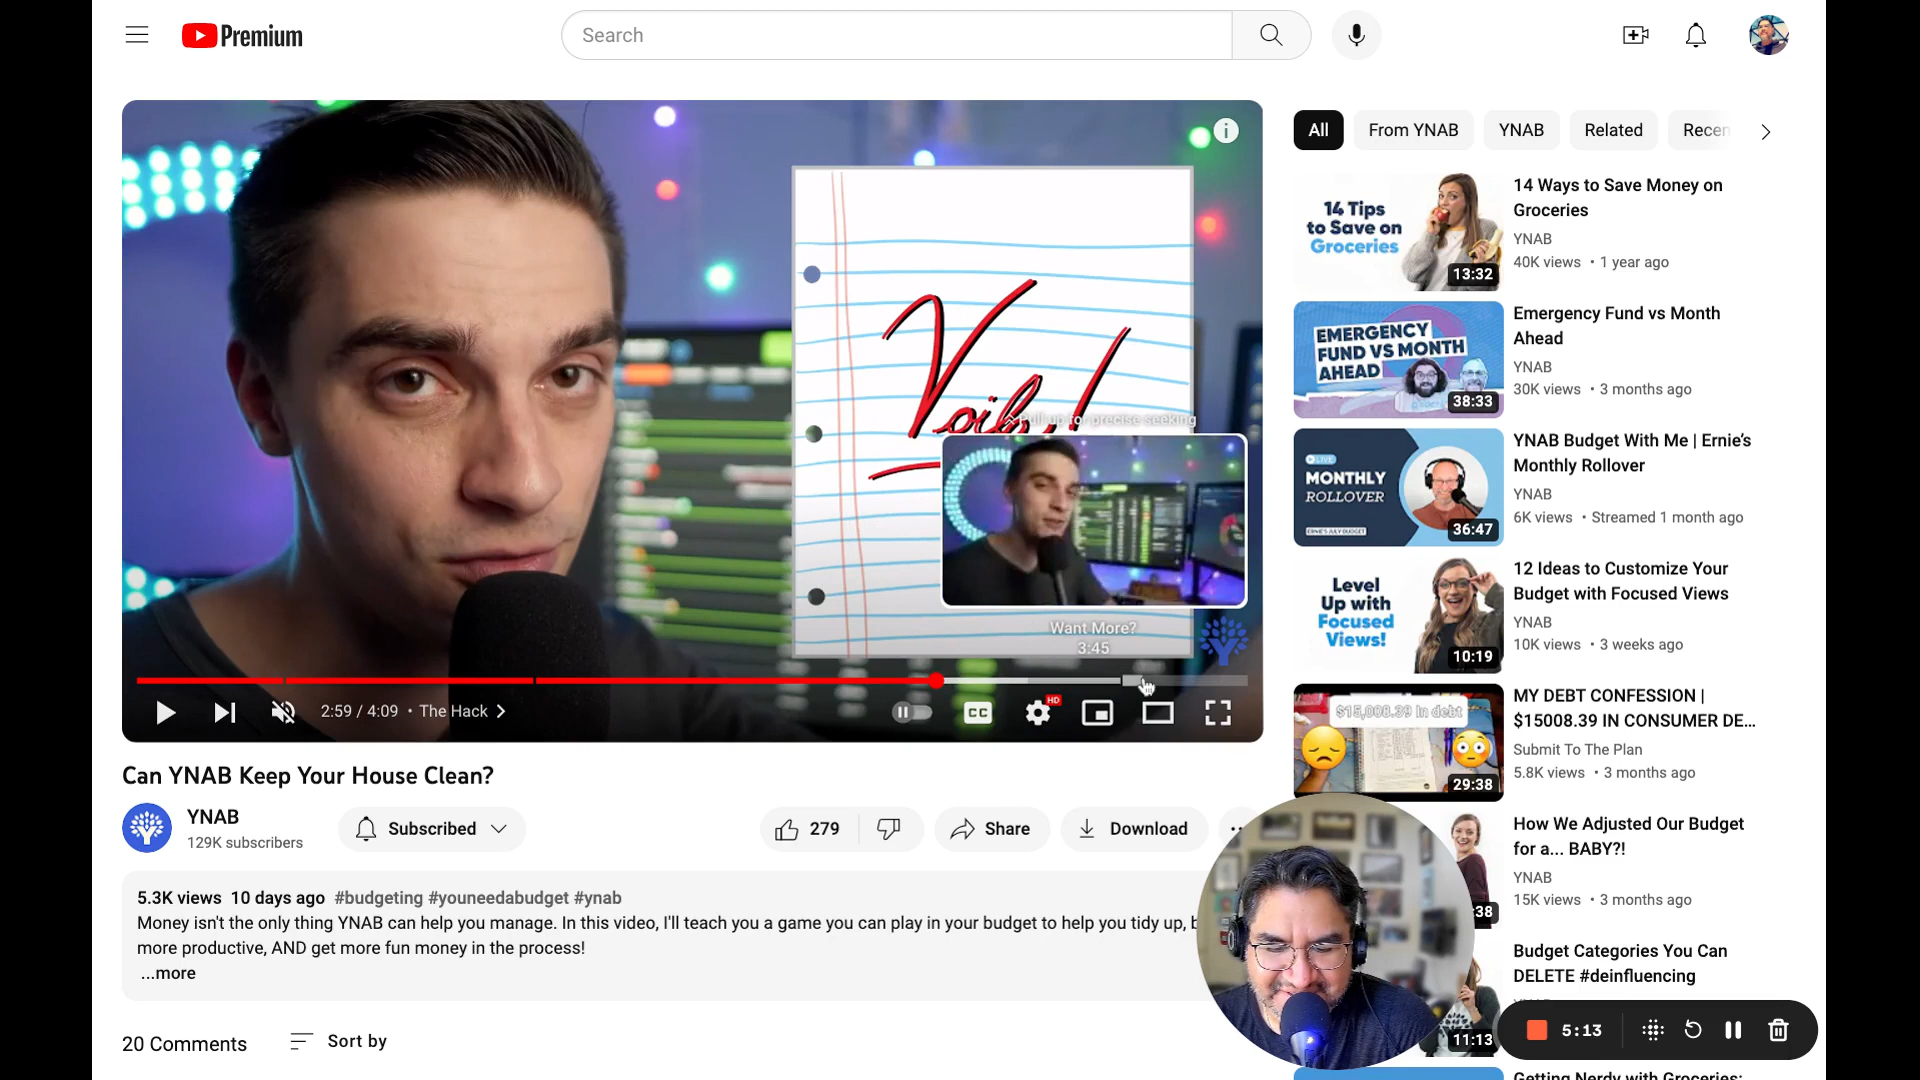 Premium
Search
Voila!
Pull up for precise seeking
Want More?
3:45
2:59 / 4:09 • The Hack
CC
HD
Can YNAB Keep Your House Clean?
YNAB
129K subscribers
Subscribed
279
Share
Download
5.3K views 10 days ago #budgeting #youneedabudget #ynab
Money isn't the only thing YNAB can help you manage. In this video, I'll teach you a game you can play in your budget to help you tidy up, b
more productive, AND get more fun money in the process!
...more
20 Comments
Sort by
All
From YNAB
YNAB
Related
Recen
14 Tips
to Save on
Groceries
13:32
14 Ways to Save Money on
Groceries
YNAB
40K views • 1 year ago
EMERGENCY
FUND VS MONTH
AHEAD
38:33
Emergency Fund vs Month
Ahead
YNAB
30K views • 3 months ago
LIVE
MONTHLY
ROLLOVER
ERNIE'S JULY BUDGET
36:47
YNAB Budget With Me | Ernie’s
Monthly Rollover
YNAB
6K views • Streamed 1 month ago
Level
Up with
Focused
Views!
10:19
12 Ideas to Customize Your
Budget with Focused Views
YNAB
10K views • 3 weeks ago
$15,008.39 in debt
29:38
MY DEBT CONFESSION |
$15008.39 IN CONSUMER DE...
Submit To The Plan
5.8K views • 3 months ago
:38
How We Adjusted Our Budget
for a... BABY?!
YNAB
15K views • 3 months ago
11:13
Budget Categories You Can
DELETE #deinfluencing
5:13
Getting Nerdy with Groceries: